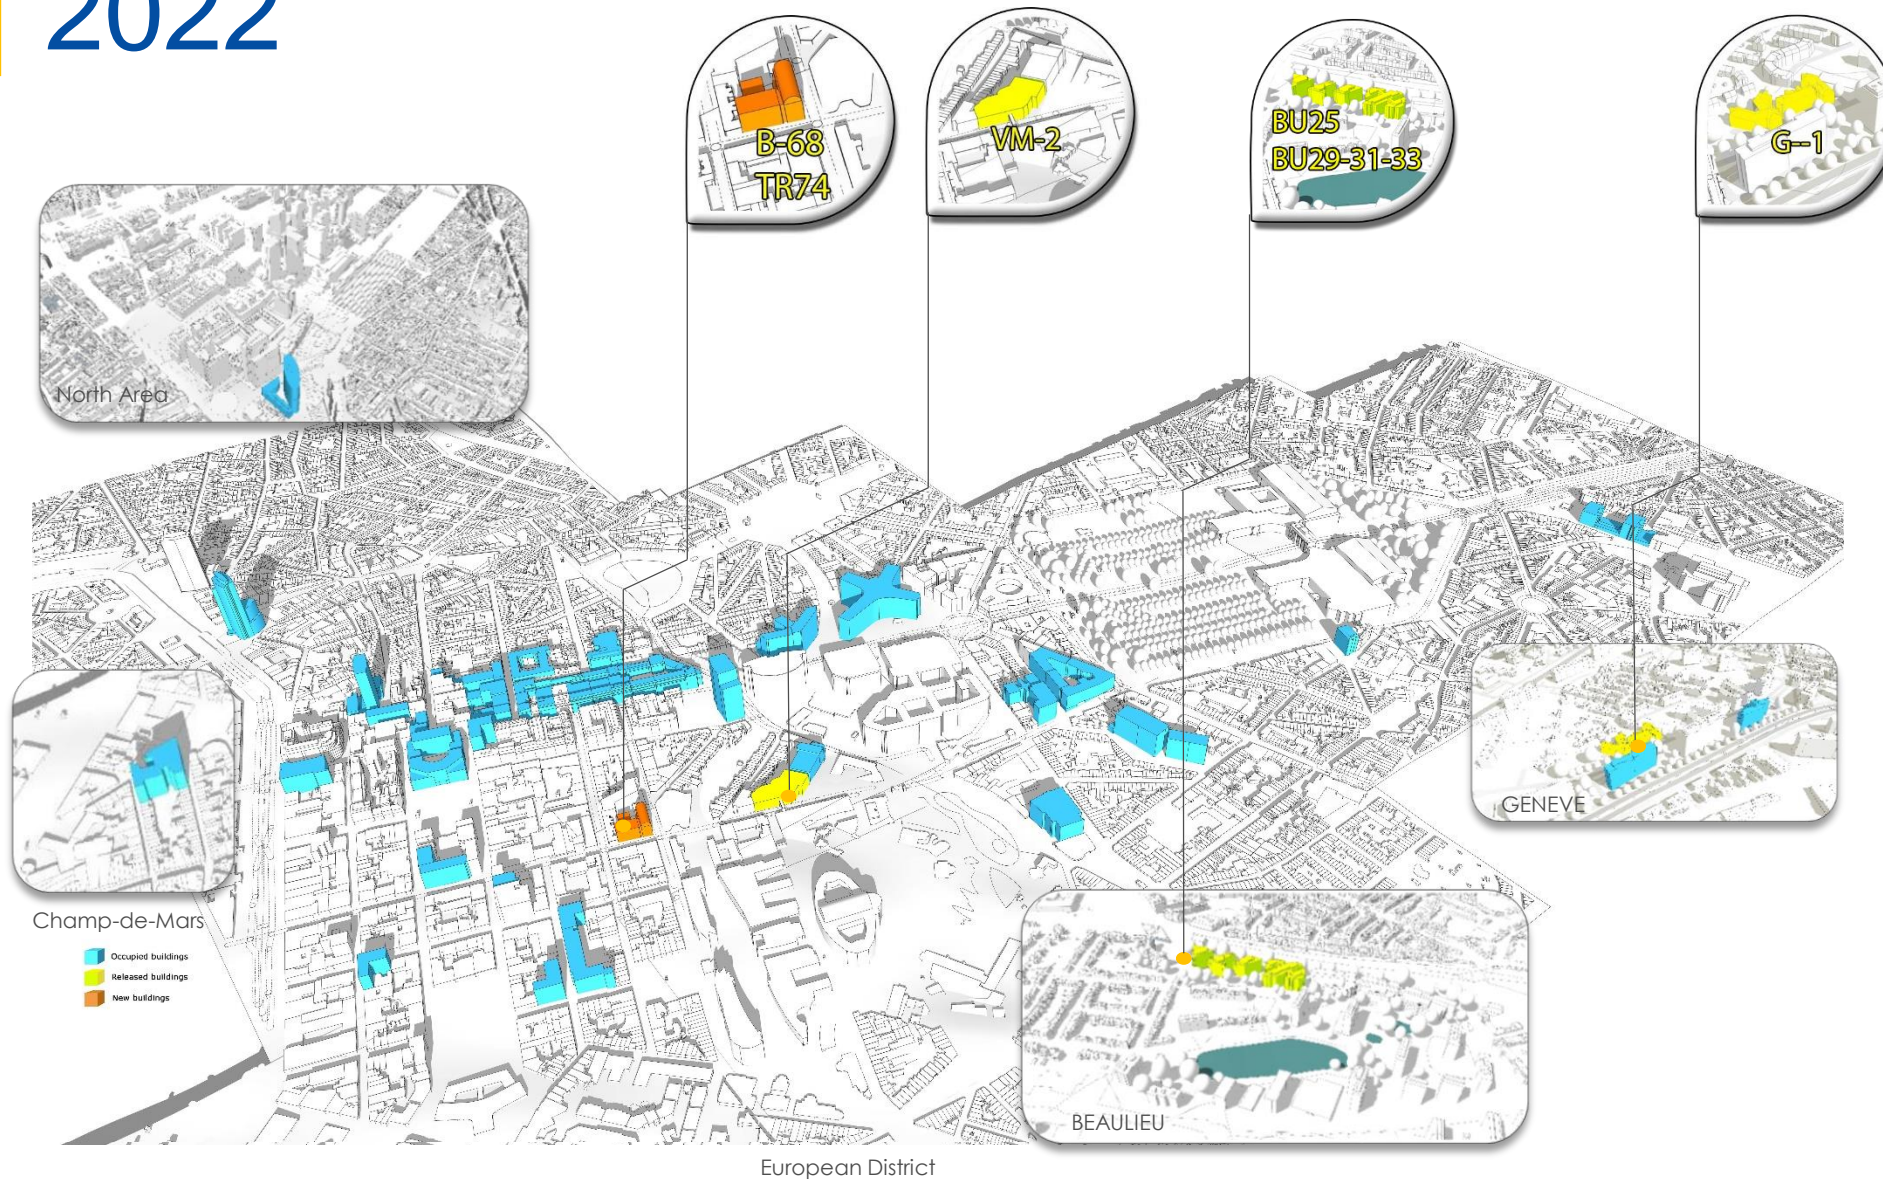 2022
B-68
TR74
VM-2
BU25
BU29-31-33
G--1
North Area
Champ-de-Mars
Occupied buildings
Released buildings
New buildings
GENEVE
BEAULIEU
European District